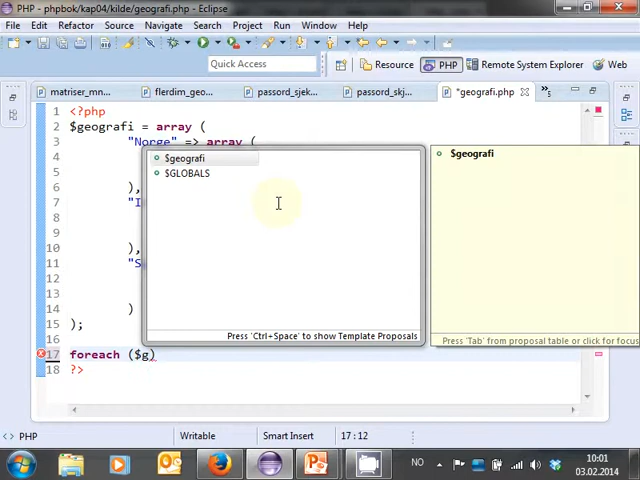 PHP - phpbok/kap04/kilde/geografi.php - Eclipse
File Edit Refactor Source Navigate Search Project Run Window Help
Quick Access
Resource PHP Remote System Explorer Web
matriser_mn... flerdim_geo... passord_sjek... passord_skj... *geografi.php »5
1 <?php
2 $geografi = array (
3 "Norge" => array (
4
5
6 ),
7 "I
8
9
10 ),
11 "S
12
13
14 )
15 );
16
17 foreach ($g)
18 ?>
$geografi
$GLOBALS
Press 'Ctrl+Space' to show Template Proposals
$geografi
Press 'Tab' from proposal table or click for focus
PHP Writable Smart Insert 17 : 12
NO 10:01
03.02.2014